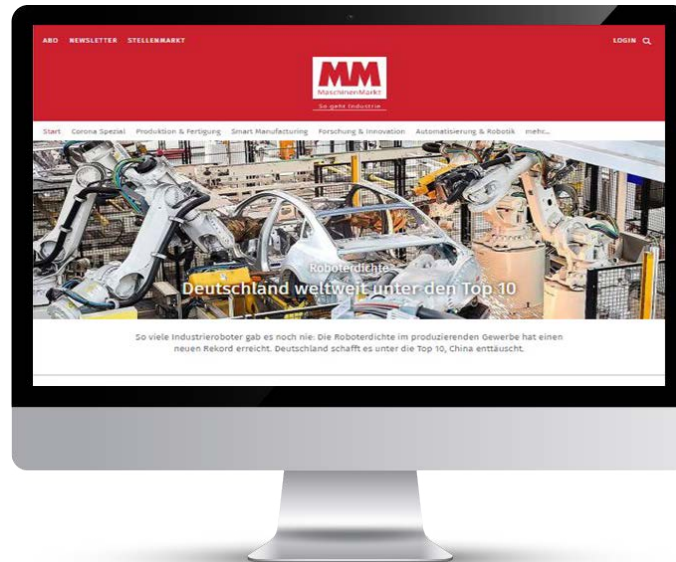 ABO NEWSLETTER STELLENMARKT LOGIN
MM
MaschinenMarkt
So geht Industrie
Start Corona Spezial Produktion & Fertigung Smart Manufacturing Forschung & Innovation Automatisierung & Robotik mehr...
Roboterdichte
Deutschland weltweit unter den Top 10
So viele Industrieroboter gab es noch nie: Die Roboterdichte im produzierenden Gewerbe hat einen
neuen Rekord erreicht. Deutschland schafft es unter die Top 10, China enttäuscht.